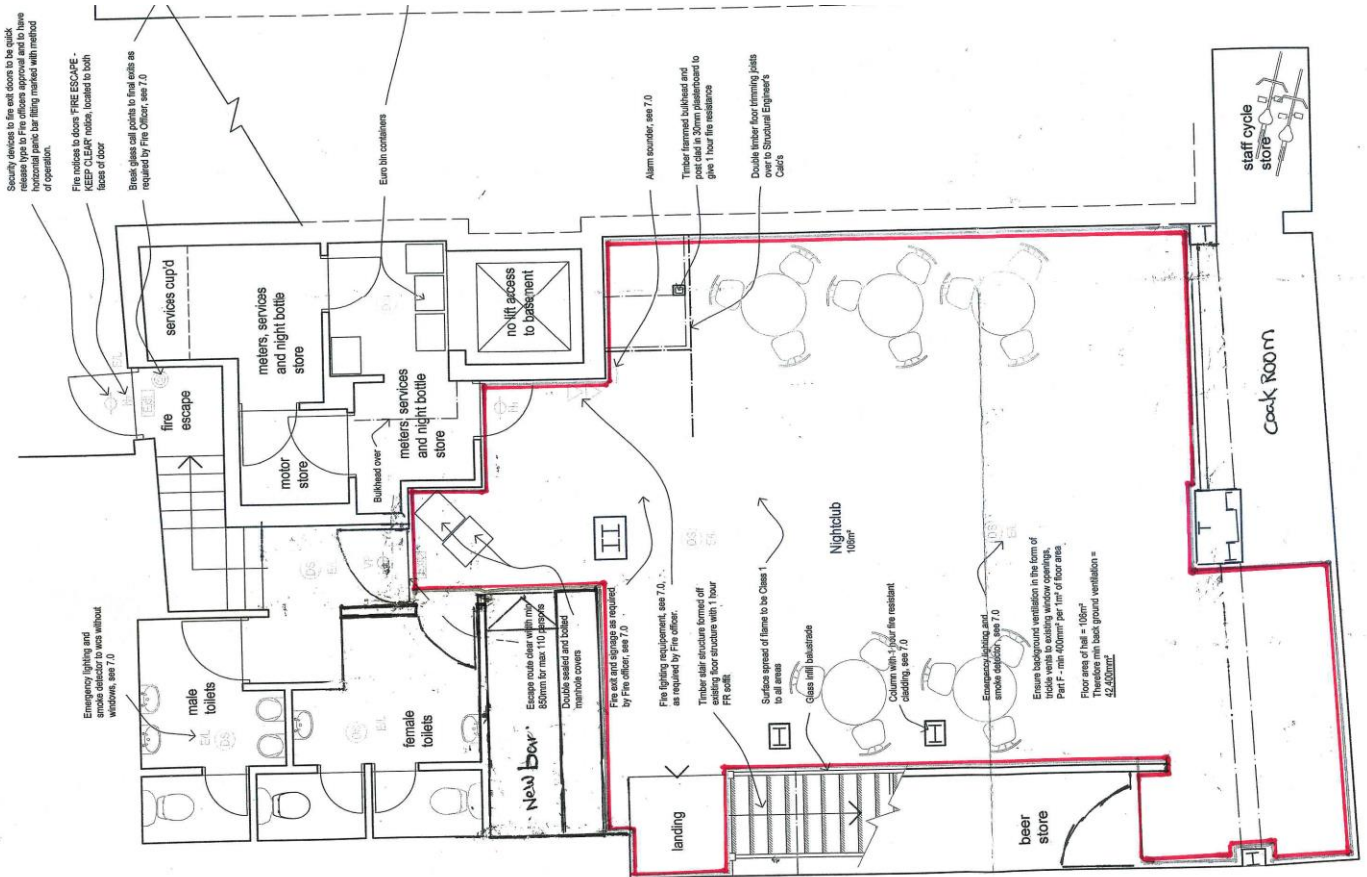 Security devices to fire exit doors to be quick
release type to Fire officers approval and to have
horizontal panic bar fitting marked with method
of operation.
Fire notices to doors 'FIRE ESCAPE -
KEEP CLEAR' notice, located to both
faces of door
Break glass call points to final exits as
required by Fire Officer, see 7.0
Euro bin containers
Alarm sounder, see 7.0
Timber frammed bulkhead and
post clad in 30mm plasterboard to
give 1 hour fire resistance
Double timber floor trimming joists
over to Structural Engineer's
Calc's
services cup'd
meters, services
and night bottle
store
E/L
fire
escape
motor
store
Bulkhead over
meters, services
and night bottle
store
no lift access
to basement
Emergency lighting and
smoke detector to wcs without
windows, see 7.0
male
toilets
E/L
DS
female
toilets
DS
E/L
DS
E/L
New bar
Escape route clear width min
850mm for max 110 persons
Double sealed and bolted
manhole covers
Fire exit and signage as required
by Fire officer, see 7.0
Fire fighting requipement, see 7.0,
as required by Fire officer.
Timber stair structure formed off
existing floor structure with 1 hour
FR soffit
Surface spread of flame to be Class 1
to all areas
Glass infill balustrade
Column with 1 hour fire resistant
cladding, see 7.0
DS
E/L
Nightclub
106m²
Emergency lighting and
smoke detector, see 7.0
DS
E/L
Ensure background ventilation in the form of
trickle vents to existing window openings,
Part F - min 400mm² per 1m² of floor area
Floor area of hall = 106m²
Therefore min back ground ventilation =
42,400mm²
landing
beer
store
T
Coak Room
staff cycle
store